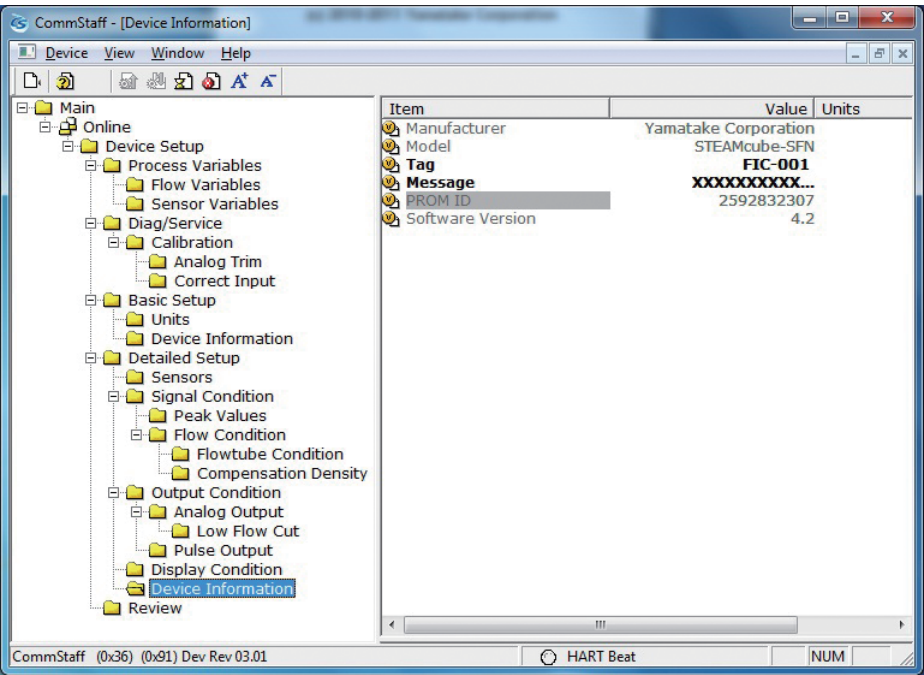 (c) 2010-2011 Yamatake Corporation
CommStaff - [Device Information]
Device View Window Help
A+ A-
Main
Online
Device Setup
Process Variables
Flow Variables
Sensor Variables
Diag/Service
Calibration
Analog Trim
Correct Input
Basic Setup
Units
Device Information
Detailed Setup
Sensors
Signal Condition
Peak Values
Flow Condition
Flowtube Condition
Compensation Density
Output Condition
Analog Output
Low Flow Cut
Pulse Output
Display Condition
Device Information
Review
Item Value Units
Manufacturer Yamatake Corporation
Model STEAMcube-SFN
Tag FIC-001
Message XXXXXXXXXX...
PROM ID 2592832307
Software Version 4.2
CommStaff (0x36) (0x91) Dev Rev 03.01 HART Beat NUM